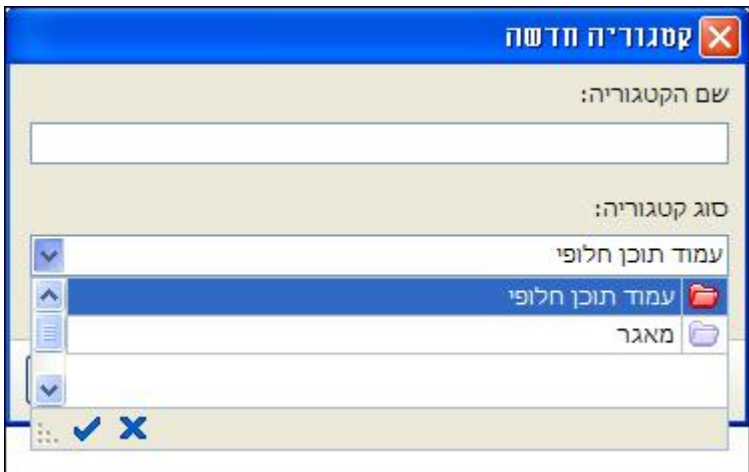 קטגוריה חדשה
שם הקטגוריה:
סוג קטגוריה:
עמוד תוכן חלופי
עמוד תוכן חלופי
מאגר